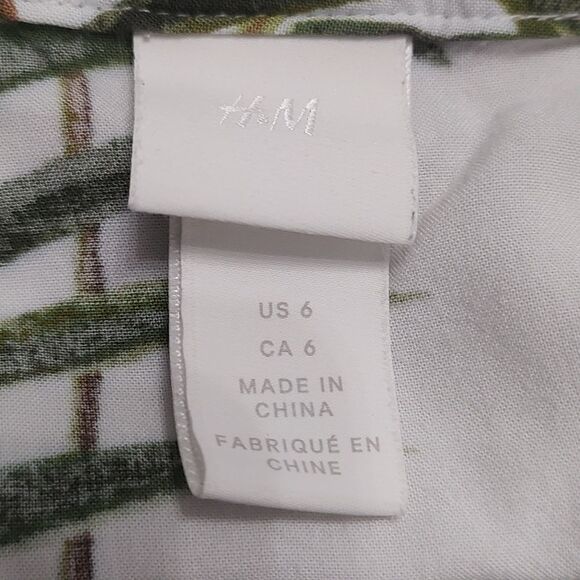 H&M
US 6
CA 6
MADE IN
CHINA
FABRIQUÉ EN
CHINE